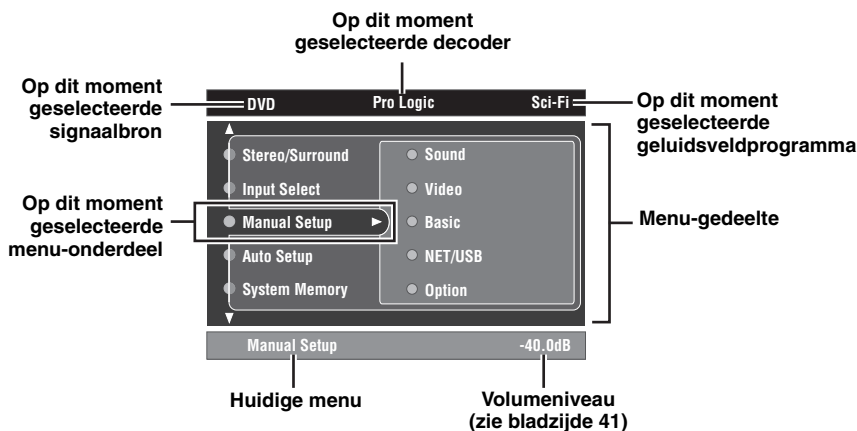 Op dit moment
geselecteerde decoder
Op dit moment
geselecteerde
signaalbron
DVD Pro Logic Sci-Fi
Op dit moment
geselecteerde
geluidsveldprogramma
Stereo/Surround
Input Select
Manual Setup
Auto Setup
System Memory
Sound
Video
Basic
NET/USB
Option
Op dit moment
geselecteerde
menu-onderdeel
Menu-gedeelte
Manual Setup -40.0dB
Huidige menu
Volumeniveau
(zie bladzijde 41)